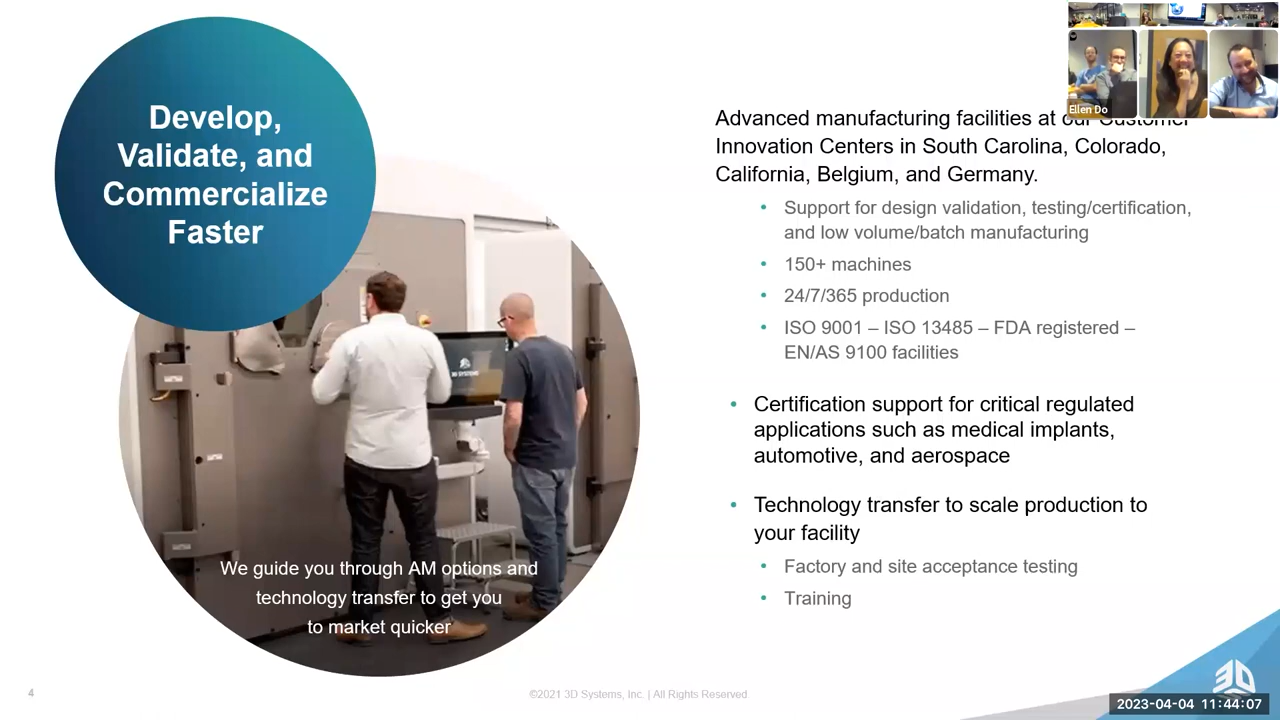 Develop,
Validate, and
Commercialize
Faster
We guide you through AM options and
technology transfer to get you
to market quicker
3D SYSTEMS
Ellen Do
Advanced manufacturing facilities at our Customer
Innovation Centers in South Carolina, Colorado,
California, Belgium, and Germany.
• Support for design validation, testing/certification,
and low volume/batch manufacturing
• 150+ machines
• 24/7/365 production
• ISO 9001 – ISO 13485 – FDA registered –
EN/AS 9100 facilities
• Certification support for critical regulated
applications such as medical implants,
automotive, and aerospace
• Technology transfer to scale production to
your facility
• Factory and site acceptance testing
• Training
4
©2021 3D Systems, Inc. | All Rights Reserved
3D
2023-04-04 11:44:07